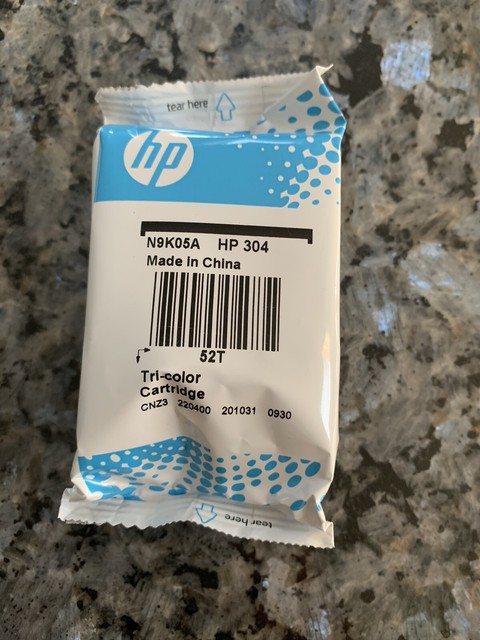 tear here
hp
N9K05A HP 304
Made in China
52T
Tri-color
Cartridge
CNZ3 220400 201031 0930
tear here